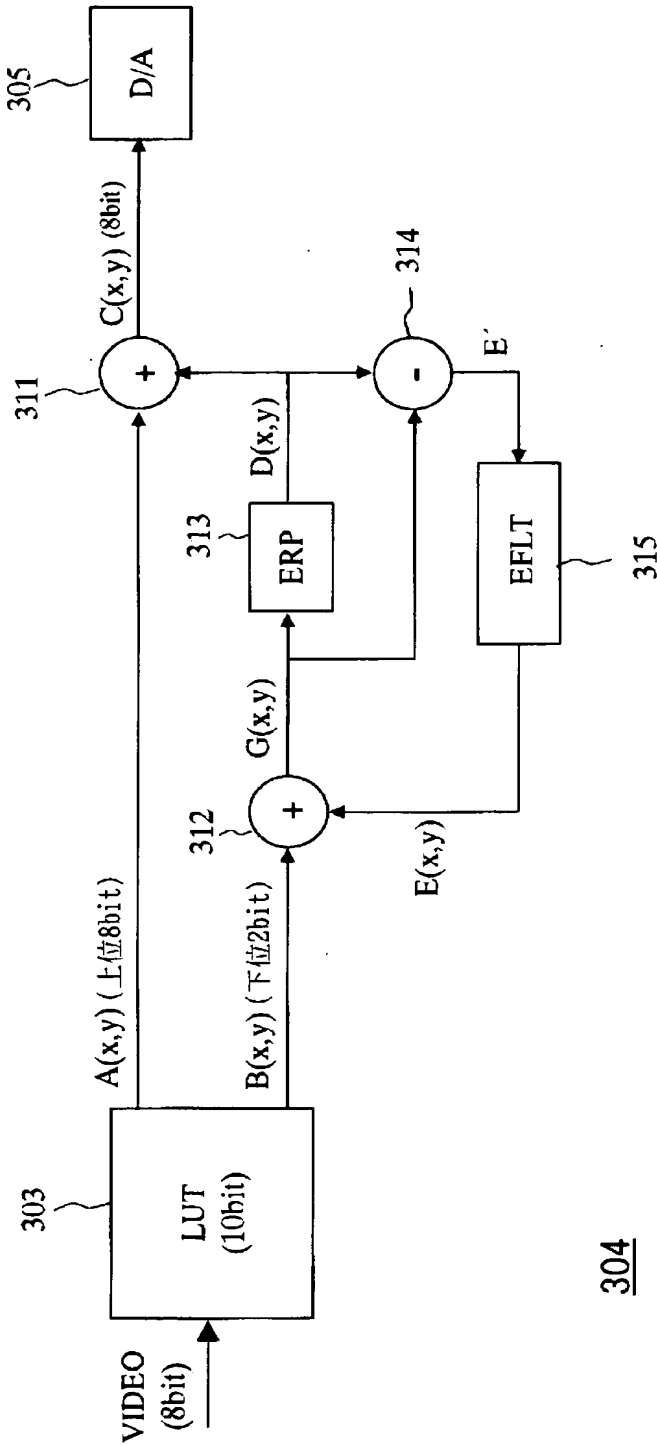 VIDEO
(8bit)
303
LUT
(10bit)
A(x,y) (上位8bit)
B(x,y) (下位2bit)
312
+
G(x,y)
E(x,y)
313
ERP
D(x,y)
311
+
C(x,y) (8bit)
305
D/A
314
-
E´
EFLT
315
304